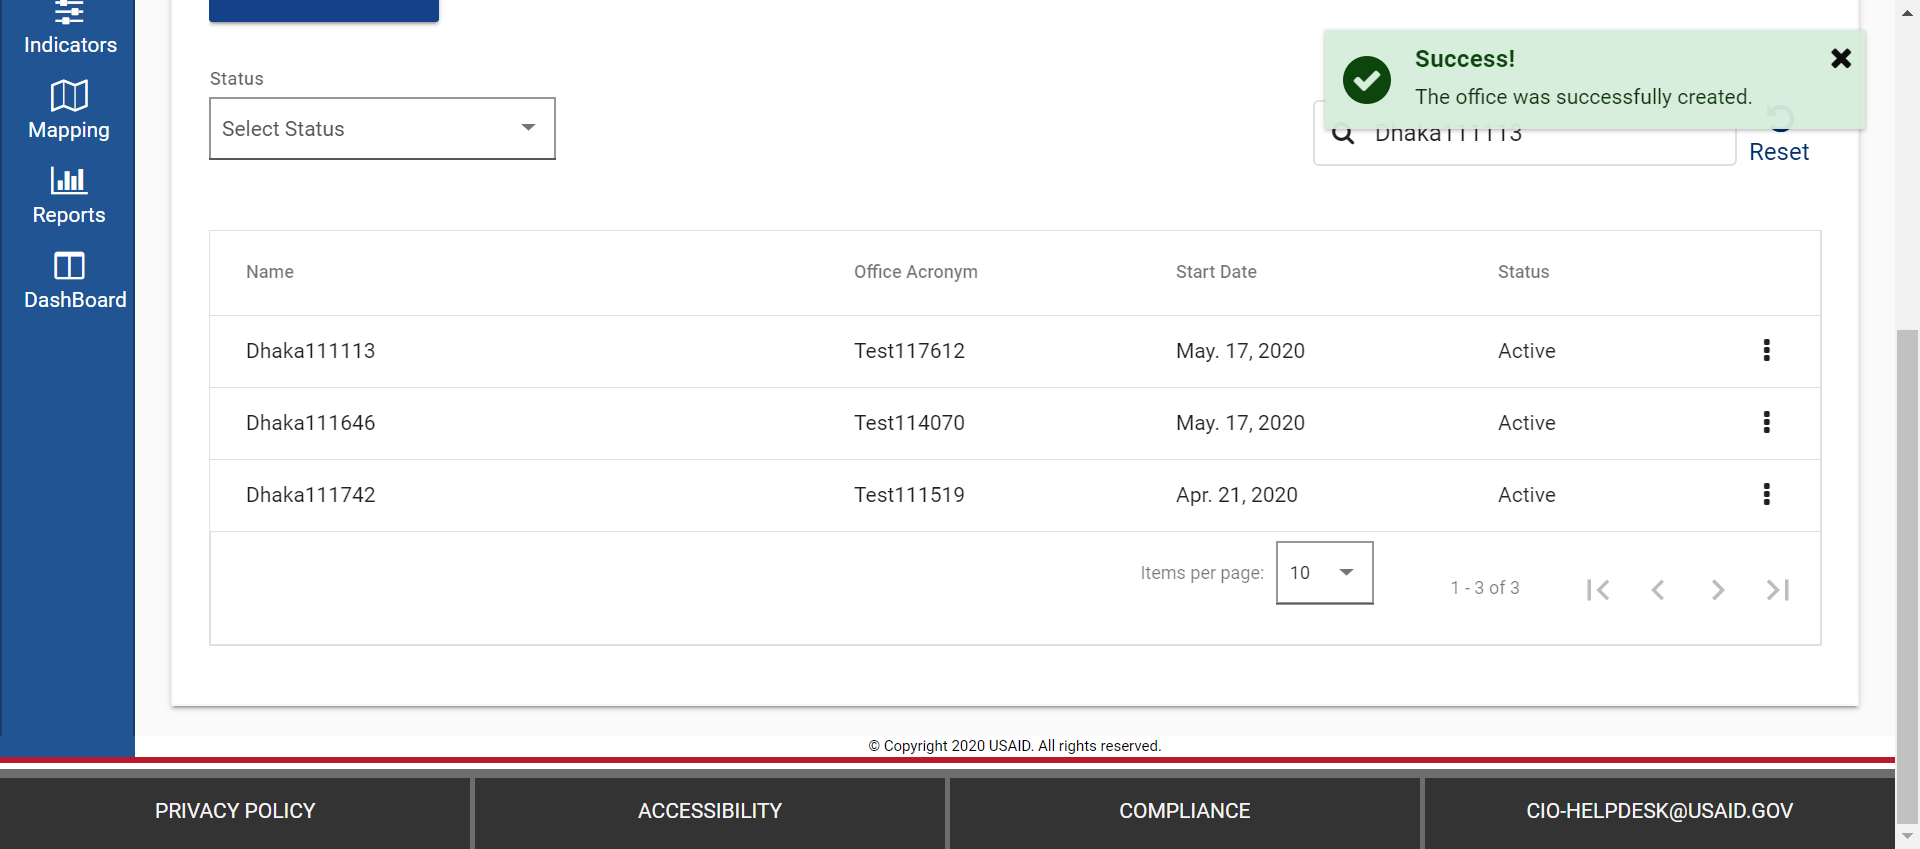 Indicators
Mapping
Reports
DashBoard
Status
Select Status
Success!
The office was successfully created.
Dhaka111113
Reset
Name Office Acronym Start Date Status
Dhaka111113 Test117612 May. 17, 2020 Active
Dhaka111646 Test114070 May. 17, 2020 Active
Dhaka111742 Test111519 Apr. 21, 2020 Active
Items per page: 10 1 - 3 of 3
© Copyright 2020 USAID. All rights reserved.
PRIVACY POLICY ACCESSIBILITY COMPLIANCE CIO-HELPDESK@USAID.GOV